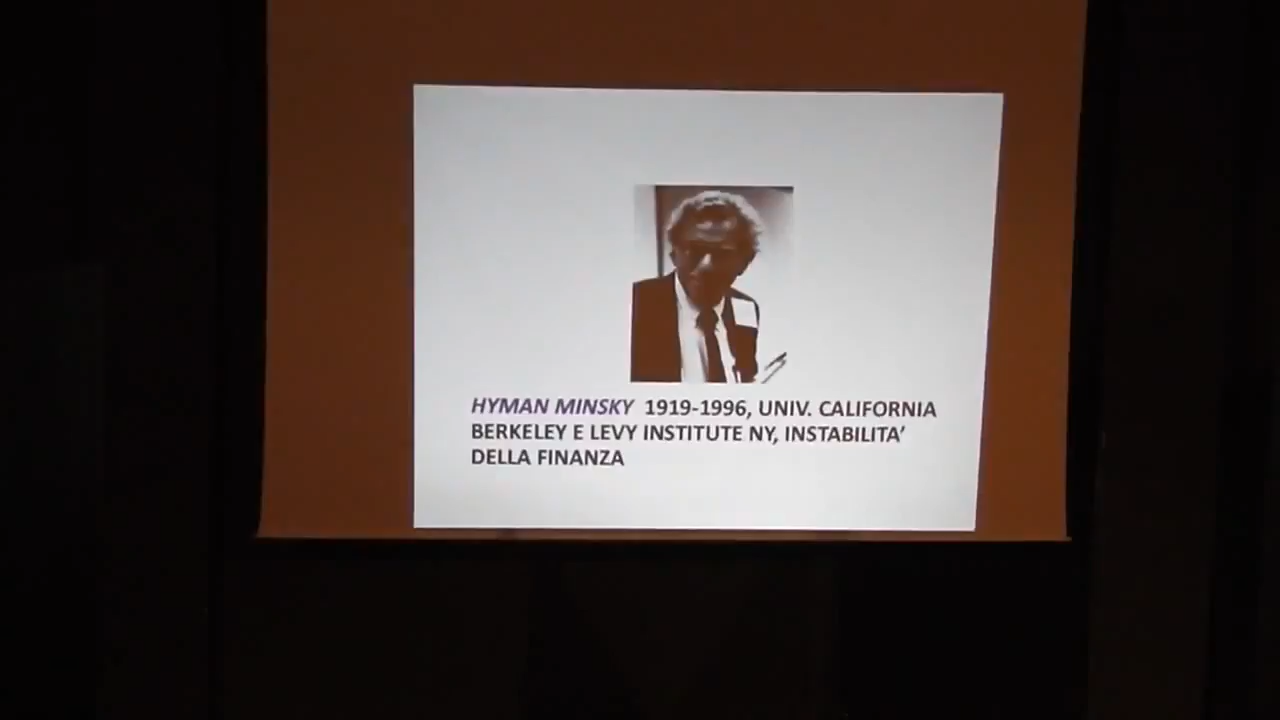 HYMAN MINSKY 1919-1996, UNIV. CALIFORNIA
BERKELEY E LEVY INSTITUTE NY, INSTABILITA'
DELLA FINANZA